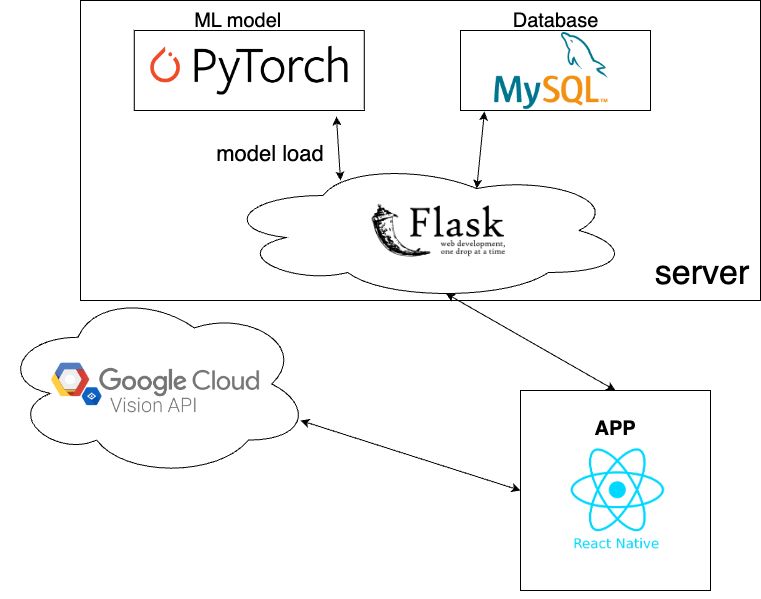 ML model
Database
PyTorch
MySQL™
model load
Flask
web development,
one drop at a time
server
Google Cloud
Vision API
APP
React Native